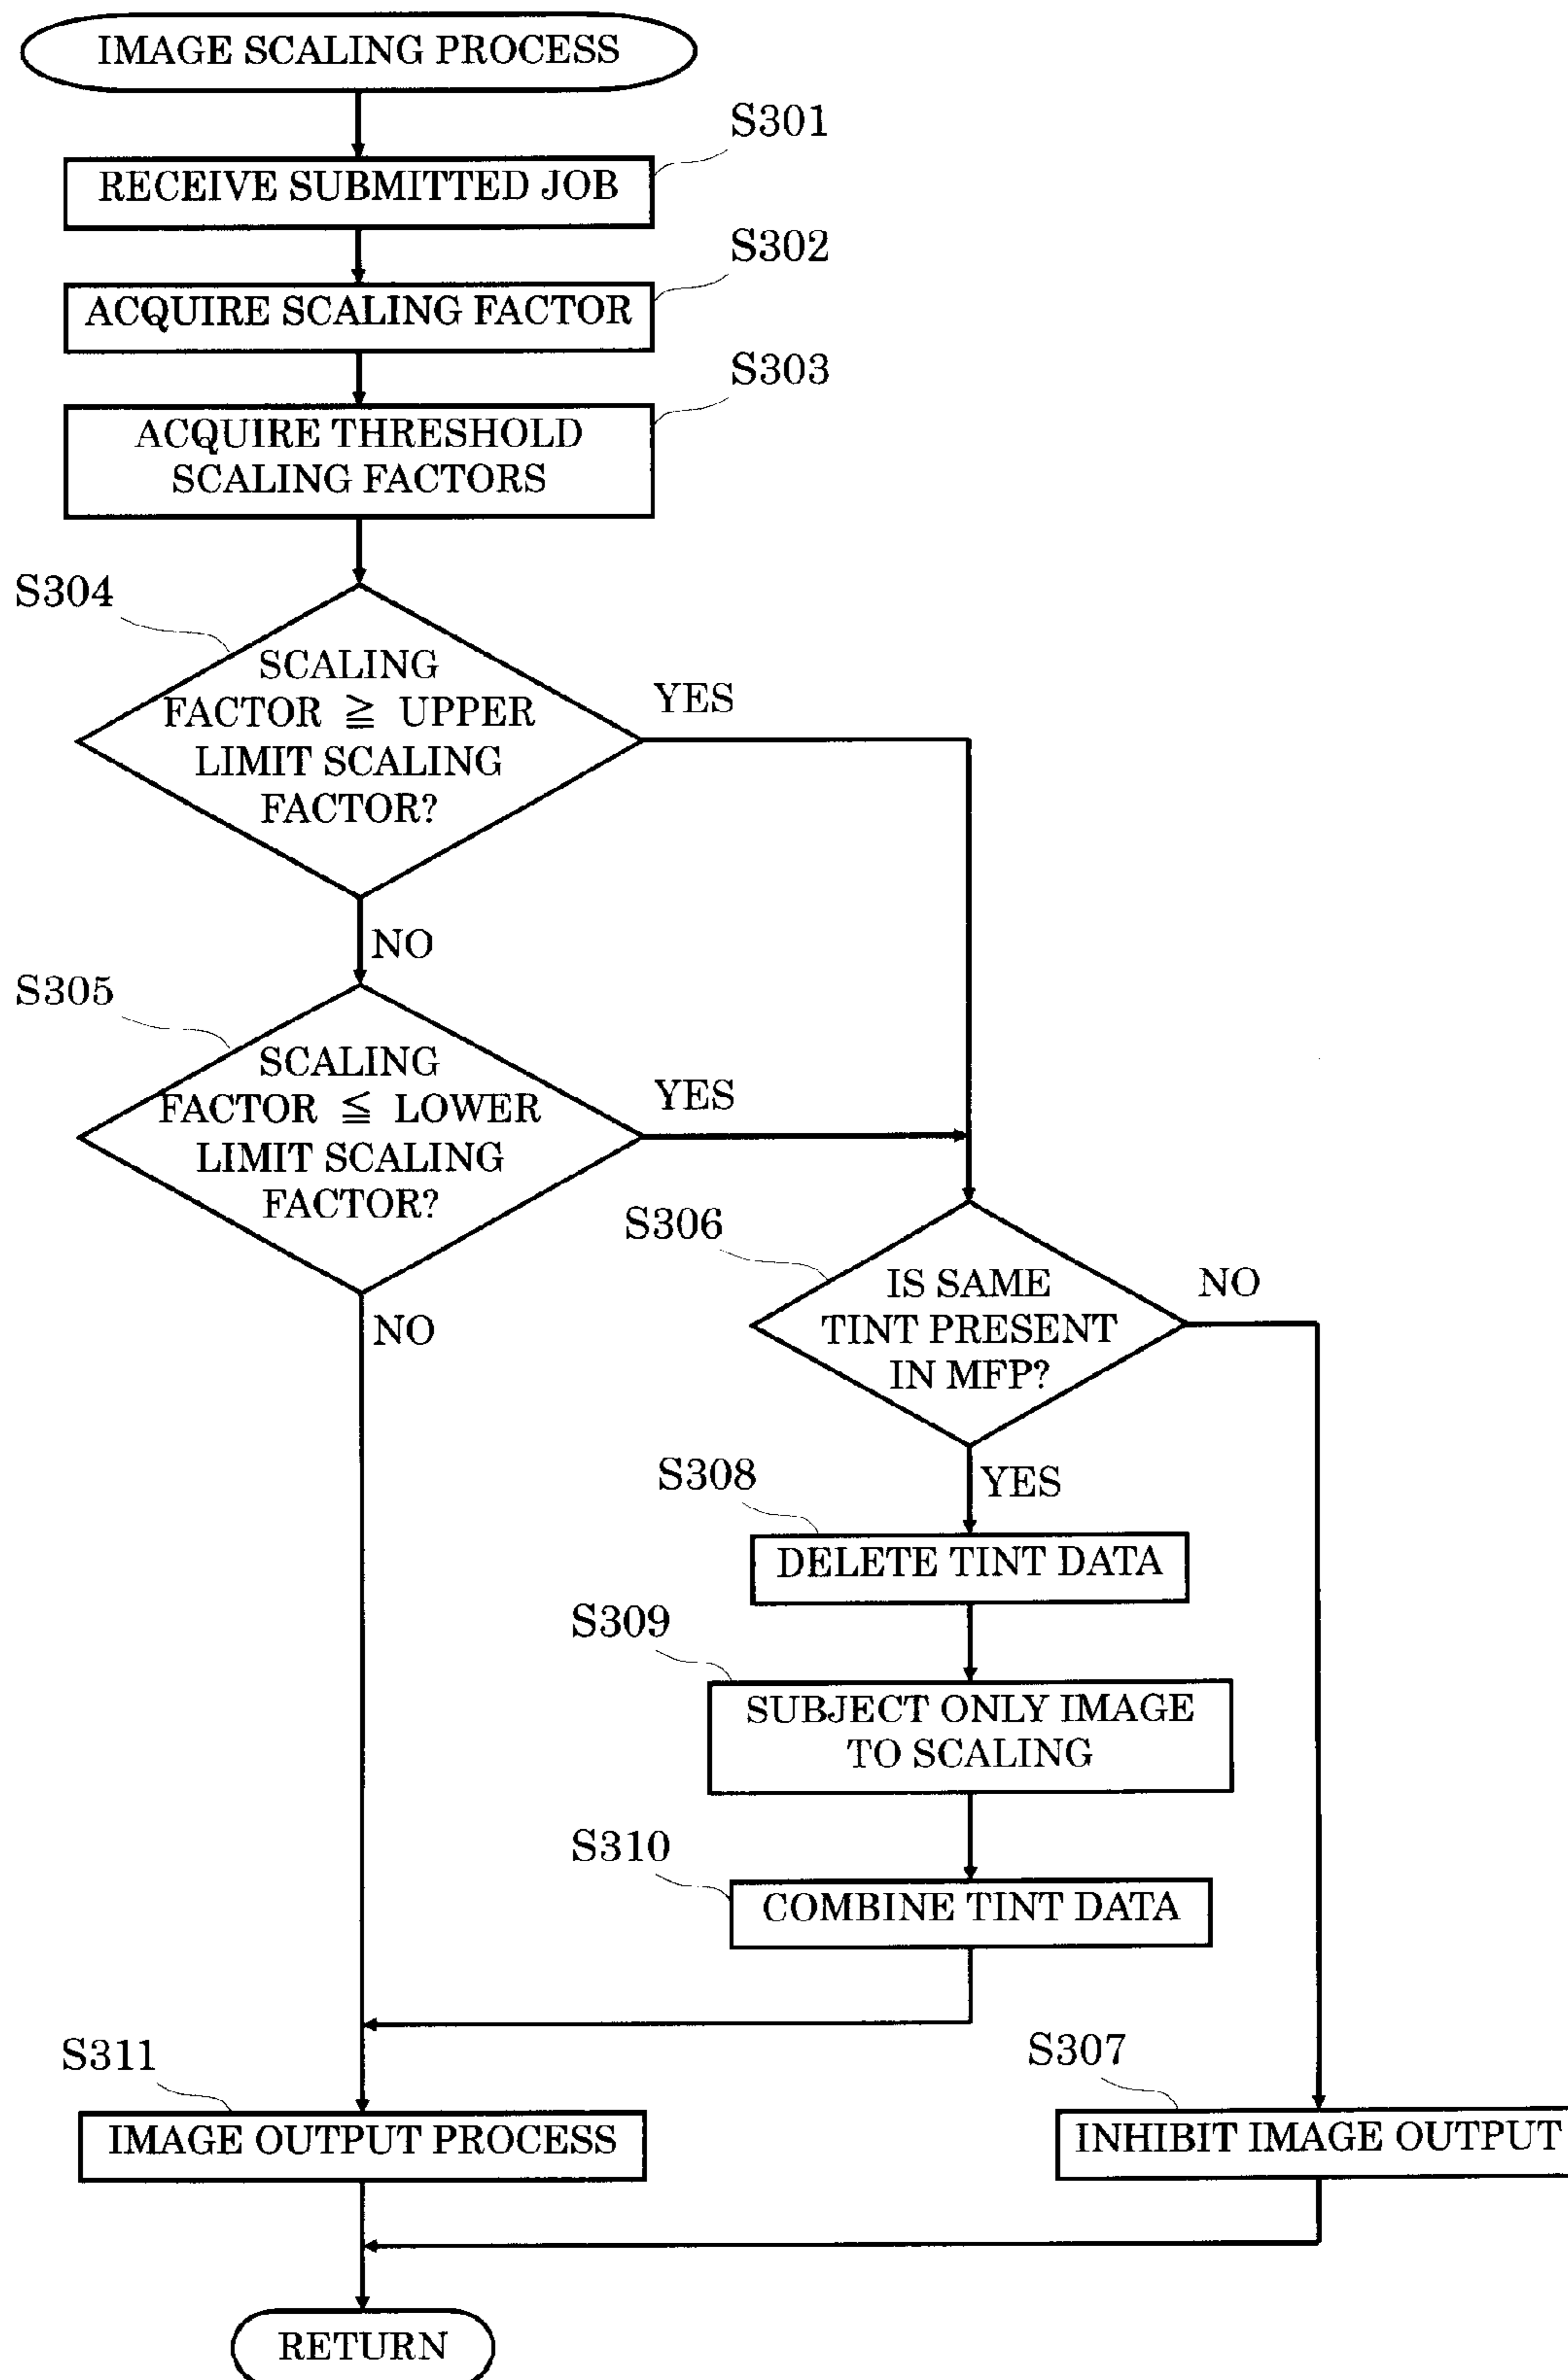 IMAGE SCALING PROCESS
S301
RECEIVE SUBMITTED JOB
S302
ACQUIRE SCALING FACTOR
S303
ACQUIRE THRESHOLD
SCALING FACTORS
S304
SCALING
FACTOR ≧ UPPER
LIMIT SCALING
FACTOR?
YES
NO
S305
SCALING
FACTOR ≦ LOWER
LIMIT SCALING
FACTOR?
YES
NO
S306
IS SAME
TINT PRESENT
IN MFP?
NO
YES
S308
DELETE TINT DATA
S309
SUBJECT ONLY IMAGE
TO SCALING
S310
COMBINE TINT DATA
S311
IMAGE OUTPUT PROCESS
S307
INHIBIT IMAGE OUTPUT
RETURN